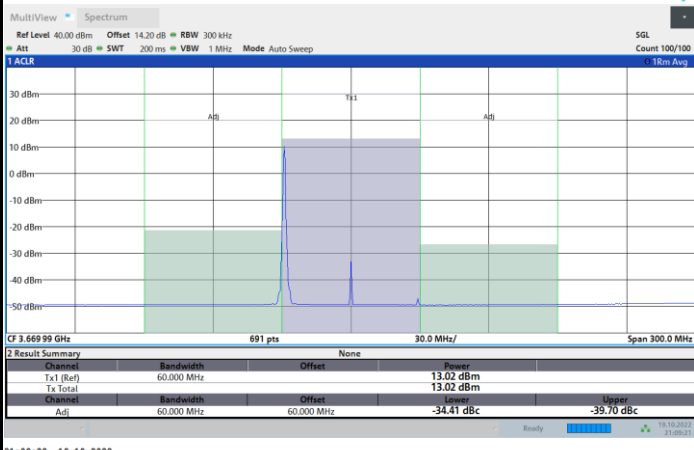 MultiView Spectrum
Ref Level 40.00 dBm Offset 14.20 dB RBW 300 kHz SGL
Att 30 dB SWT 200 ms VBW 1 MHz Mode Auto Sweep Count 100/100
1 ACLR 1Rm Avg
30 dBm
Tx1
20 dBm Adj Adj
10 dBm
0 dBm
-10 dBm
-20 dBm
-30 dBm
-40 dBm
-50 dBm
CF 3.669 99 GHz 691 pts 30.0 MHz/ Span 300.0 MHz
2 Result Summary None
Channel Bandwidth Offset Power
Tx1 (Ref) 60.000 MHz 13.02 dBm
Tx Total 13.02 dBm
Channel Bandwidth Offset Lower Upper
Adj 60.000 MHz 60.000 MHz -34.41 dBc -39.70 dBc
Ready 19.10.2022
21:09:21